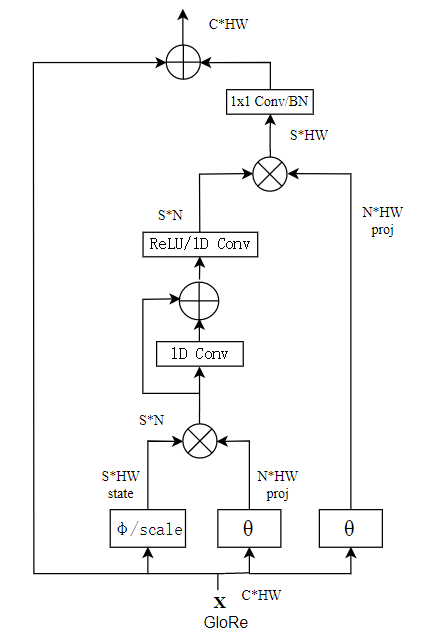 C*HW
1x1 Conv/BN
S*HW
N*HW
proj
S*N
ReLU/1D Conv
1D Conv
S*N
S*HW
state
N*HW
proj
Φ/scale
θ
θ
X
C*HW
GloRe